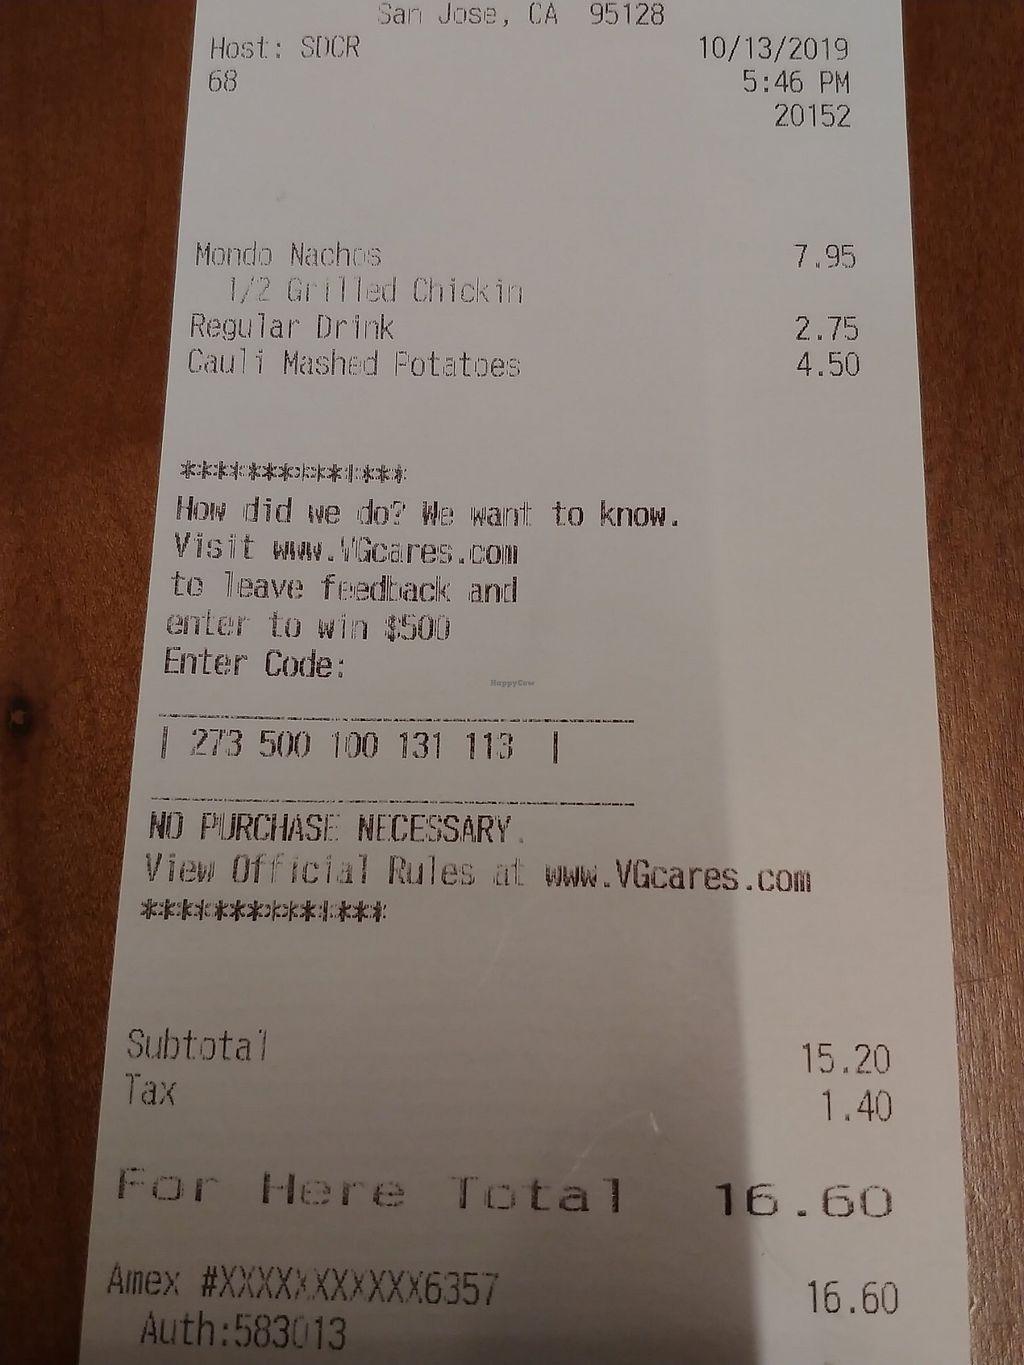 San Jose, CA 95128
Host: SDCR 10/13/2019
68 5:46 PM
20152
Mondo Nachos 7.95
1/2 Grilled Chickin
Regular Drink 2.75
Cauli Mashed Potatoes 4.50
**************
How did we do? We want to know.
Visit www.VGcares.com
to leave feedback and
enter to win $500
Enter Code:
HappyCow
| 273 500 100 131 113 |
NO PURCHASE NECESSARY.
View Official Rules at www.VGcares.com
**************
Subtotal 15.20
Tax 1.40
For Here Total 16.60
Amex #XXXXXXXXXXX6357 16.60
Auth:583013